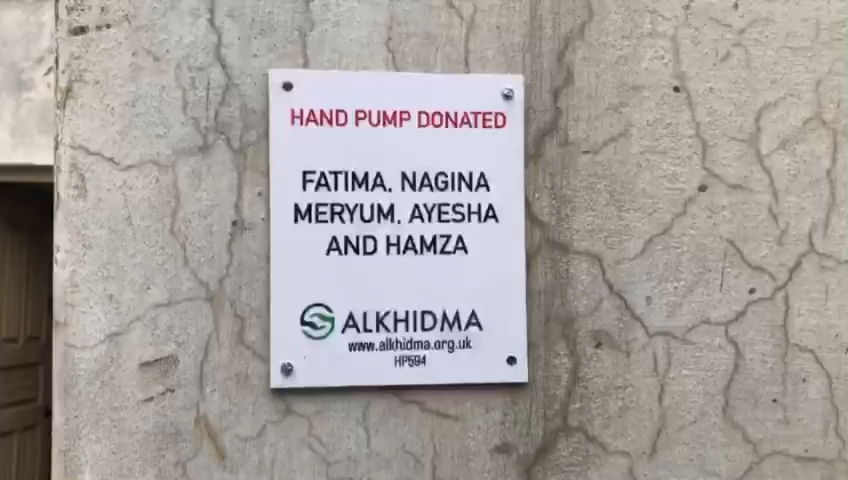 HAND PUMP DONATED
FATIMA, NAGINA
MERYUM, AYESHA
AND HAMZA
ALKHIDMA
www.alkhidma.org.uk
HP594